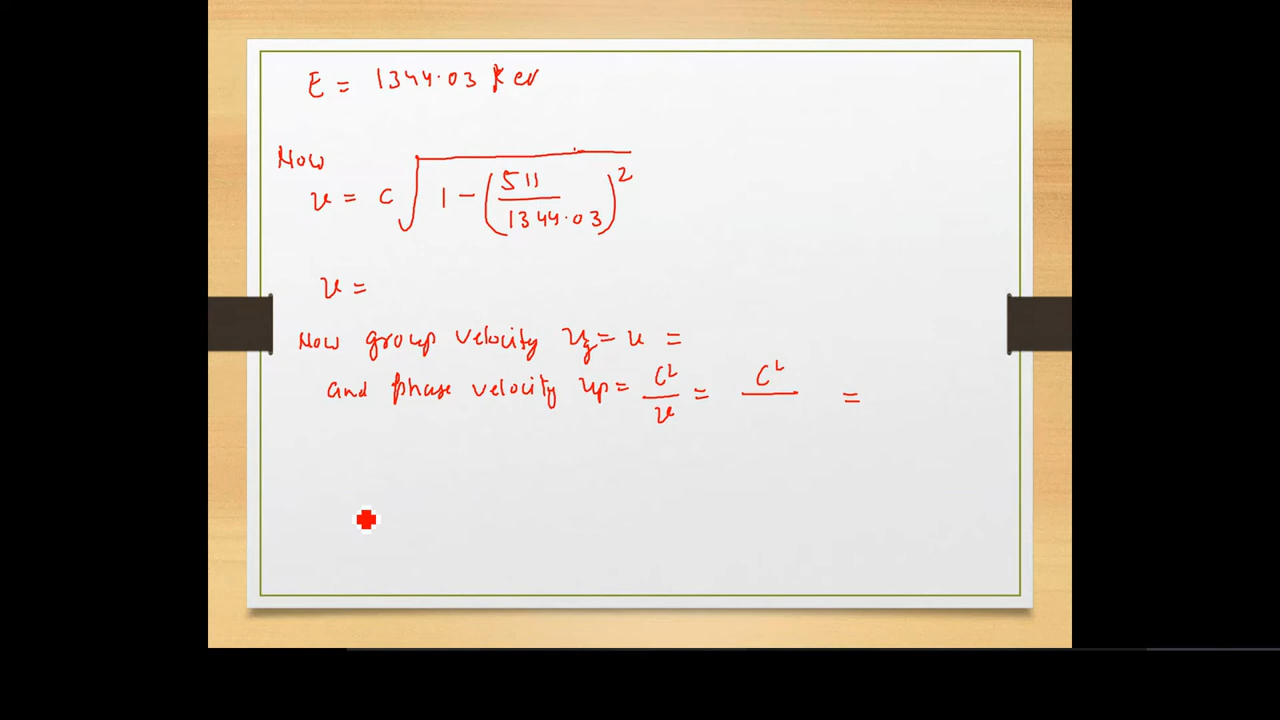 E = 1344.03 Kev
Now
v = c √(1 - (511/1344.03)²)
v =
Now group velocity vg = v =
and phase velocity vp = c²/v = c²/ =